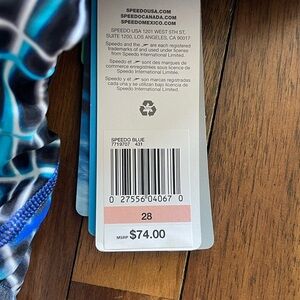 SPEEDOUSA.COM
SPEEDOCANADA.COM
SPEEDOMEXICO.COM
SPEEDO USA 1201 WEST 5TH ST,
SUITE 1200, LOS ANGELES, CA 90017
Speedo and the are each registered
trademarks of and used under license
from Speedo International Limited.
Speedo et sont des marques de
commerce enregistrées sous licence de
Speedo International Limitée.
Speedo y el son marcas registradas
cada una y se utilizan bajo licencia de
Speedo International Limited.
SPEEDO BLUE
7719707 431
0 27556 04067 0
28
MSRP $74.00